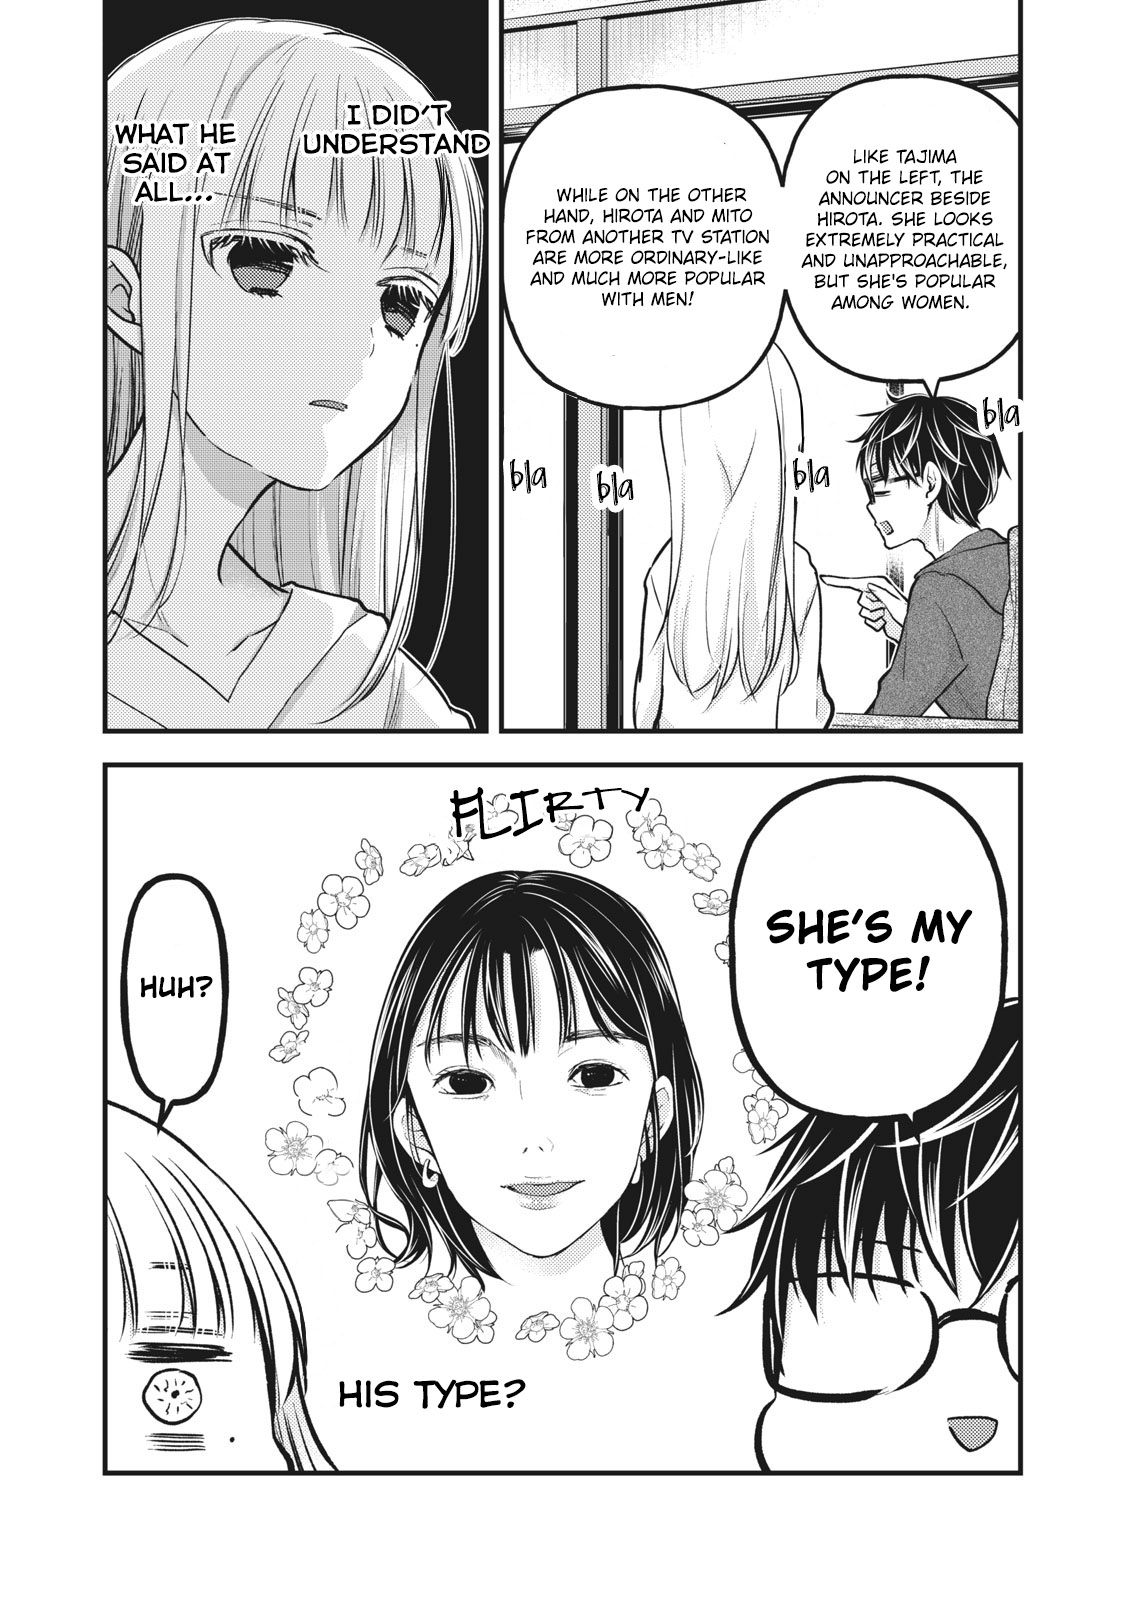 LIKE TAJIMA
ON THE LEFT, THE
ANNOUNCER BESIDE
HIROTA. SHE LOOKS
EXTREMELY PRACTICAL
AND UNAPPROACHABLE,
BUT SHE'S POPULAR
AMONG WOMEN.
WHILE ON THE OTHER
HAND, HIROTA AND MITO
FROM ANOTHER TV STATION
ARE MORE ORDINARY-LIKE
AND MUCH MORE POPULAR
WITH MEN!
bla
bla
bla
bla
I DID'T
UNDERSTAND
WHAT HE
SAID AT
ALL...
SHE'S MY
TYPE!
FLIRTY
HUH?
HIS TYPE?